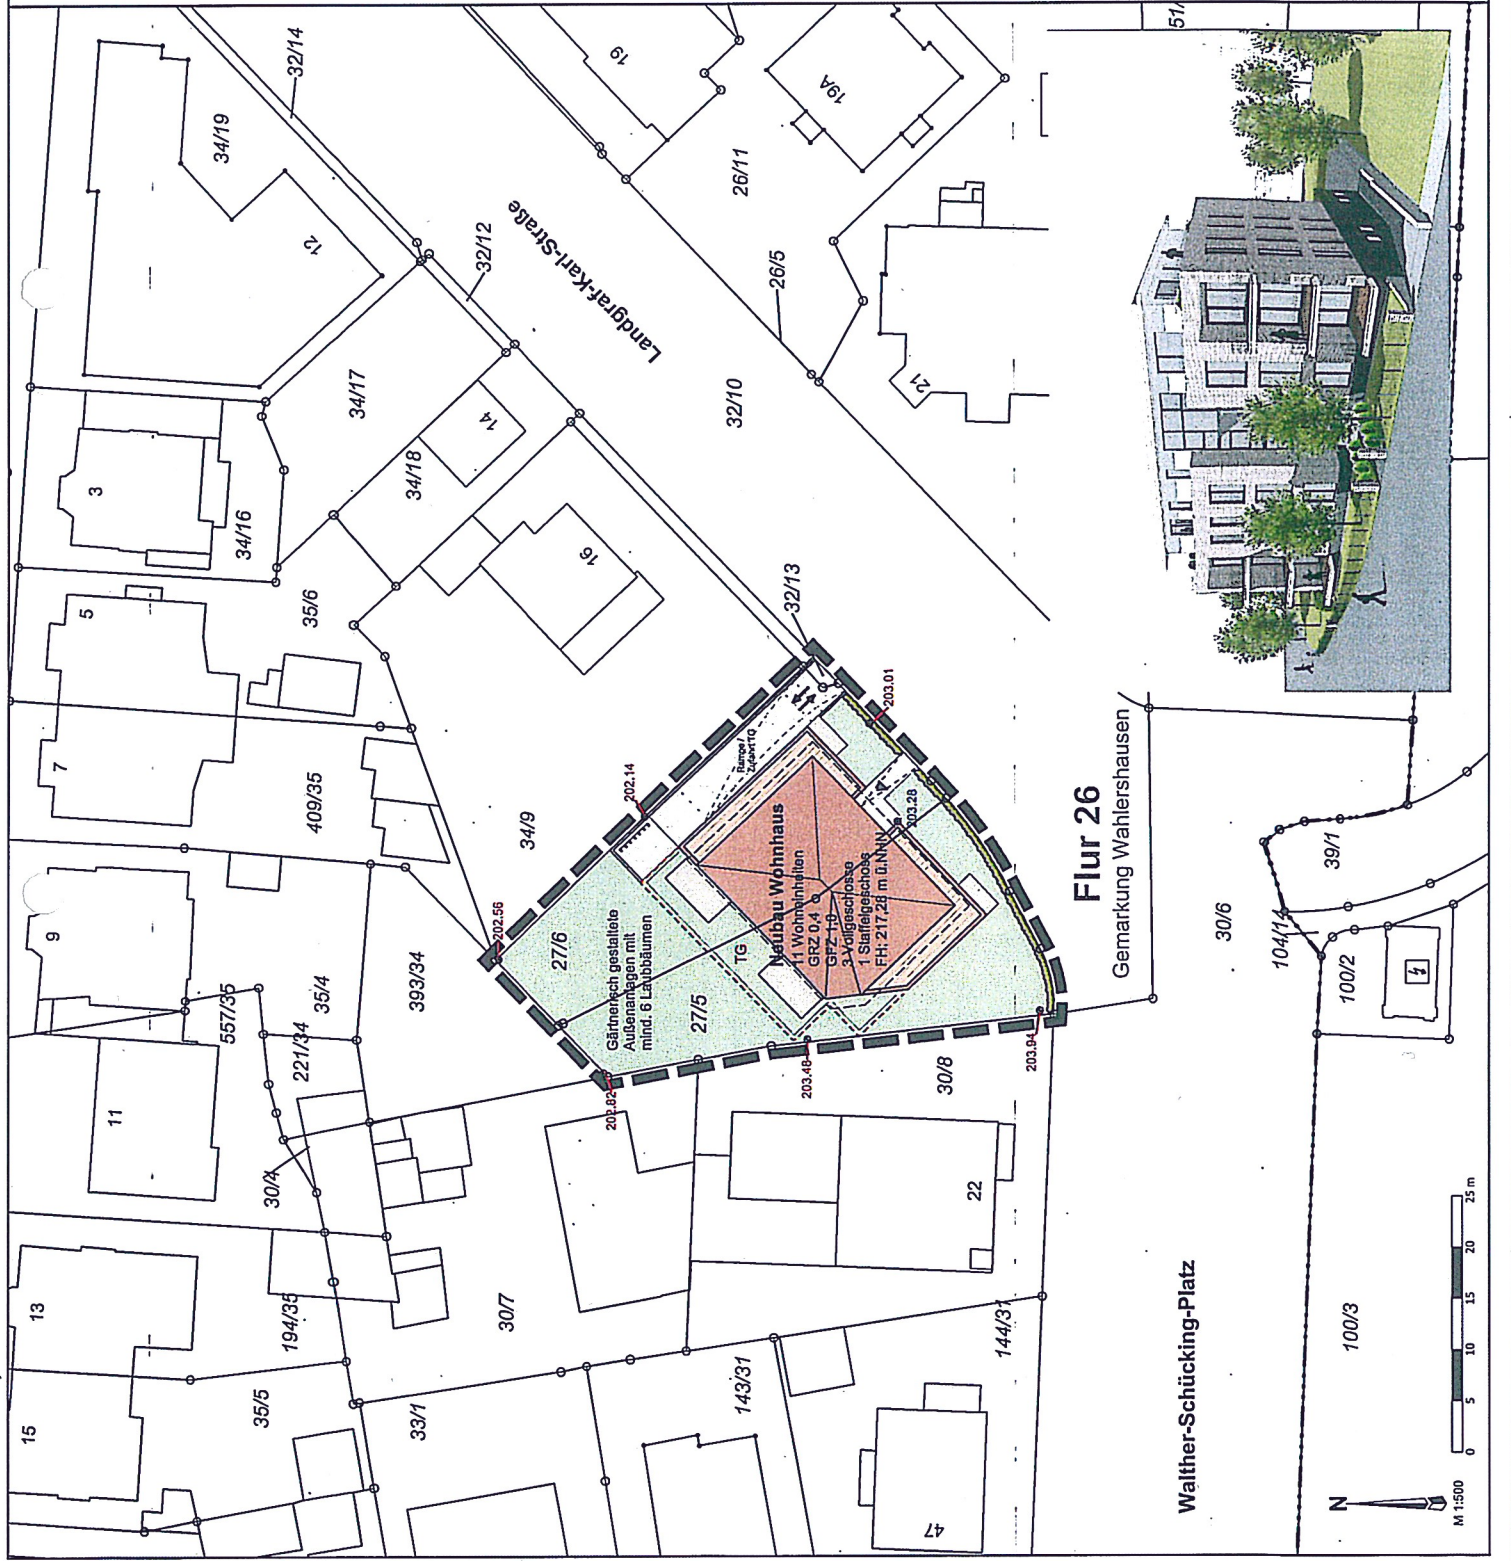 32/14
34/19
12
19
19A
26/11
32/12
Landgraf-Karl-Straße
26/5
32/10
21
34/17
14
34/18
3
34/16
16
5
35/6
7
409/35
34/9
32/13
51/
9
557/35
35/4
393/34
221/34
11
30/4
13
194/35
15
35/5
33/1
30/7
143/31
144/31
47
22
30/8
202.14
202.56
202.82
203.48
203.94
203.01
203.28
27/6
27/5
Gärtnerisch gestaltete
Außenanlagen mit
mind. 6 Laubbäumen
TG
Rampe /
Zufahrt TG
Neubau Wohnhaus
11 Wohneinheiten
GRZ 0,4
GFZ 1,0
3 Vollgeschosse
1 Staffelgeschoss
FH: 217,28 m ü.NHN
Flur 26
Gemarkung Wahlershausen
30/6
39/1
104/14
100/2
100/3
Walther-Schücking-Platz
N
M 1:500
0 5 10 15 20 25 m